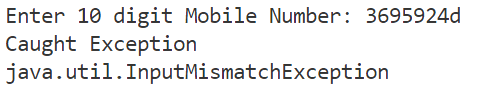 Enter 10 digit Mobile Number: 3695924d
Caught Exception
java.util.InputMismatchException